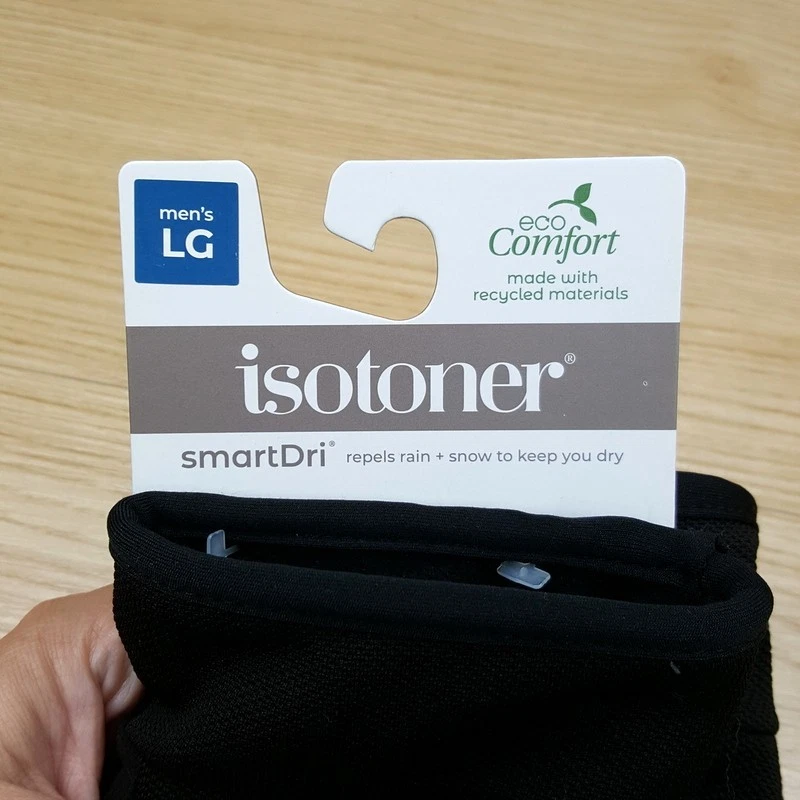 men's
LG
eco
Comfort
made with
recycled materials
isotoner®
smartDri® repels rain + snow to keep you dry